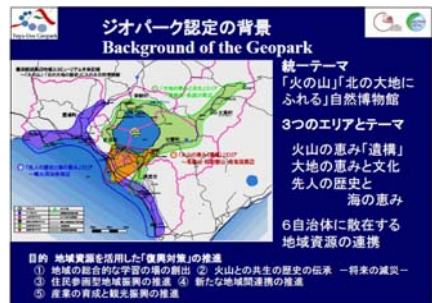 Toya-Usu Geopark
ジオパーク認定の背景
Background of the Geopark
統一テーマ
「火の山」「北の大地に
ふれる」自然博物館
3つのエリアとテーマ
火山の恵み「遺構」
大地の恵みと文化
先人の歴史と
海の恵み
6自治体に散在する
地域資源の連携
目的 地域資源を活用した「復興対策」の推進
① 地域の総合的な学習の場の創出 ② 火山との共生の歴史の伝承 －将来の減災－
③ 住民参画型地域振興の推進 ④ 新たな地域間連携の推進
⑤ 産業の育成と観光振興の推進